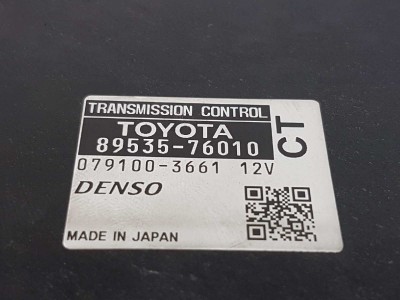 TRANSMISSION CONTROL
TOYOTA
89535-76010
CT
079100-3661 12V
DENSO
MADE IN JAPAN